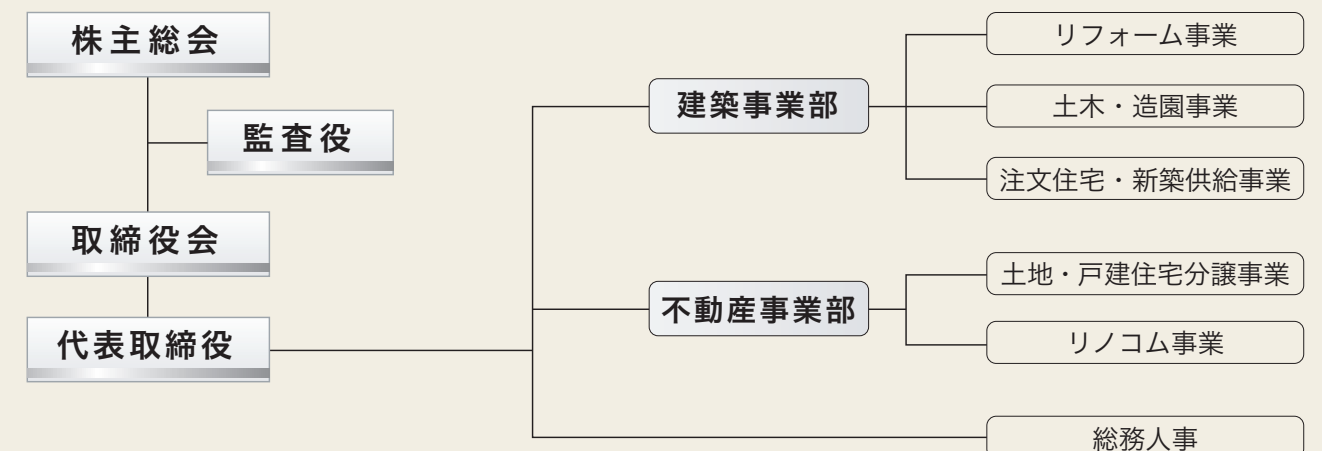 株主総会
監査役
取締役会
代表取締役
建築事業部
リフォーム事業
土木・造園事業
注文住宅・新築供給事業
不動産事業部
土地・戸建住宅分譲事業
リノコム事業
総務人事